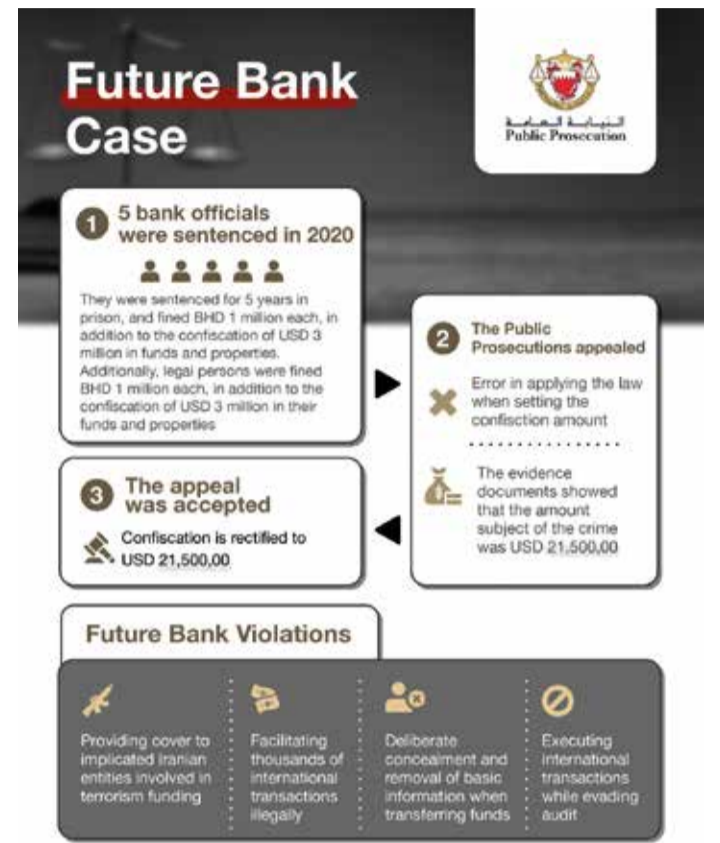 Future Bank
Case
النيابة العامة
Public Prosecution
1
5 bank officials
were sentenced in 2020
They were sentenced for 5 years in
prison, and fined BHD 1 million each, in
addition to the confiscation of USD 3
million in funds and properties.
Additionally, legal persons were fined
BHD 1 million each, in addition to the
confiscation of USD 3 million in their
funds and properties
2
The Public
Prosecutions appealed
Error in applying the law
when setting the
confisction amount
The evidence
documents showed
that the amount
subject of the crime
was USD 21,500,00
3
The appeal
was accepted
Confiscation is rectified to
USD 21,500,00
Future Bank Violations
Providing cover to
implicated Iranian
entities involved in
terrorism funding
Facilitating
thousands of
international
transactions
illegally
Deliberate
concealment and
removal of basic
information when
transferring funds
Executing
international
transactions
while evading
audit